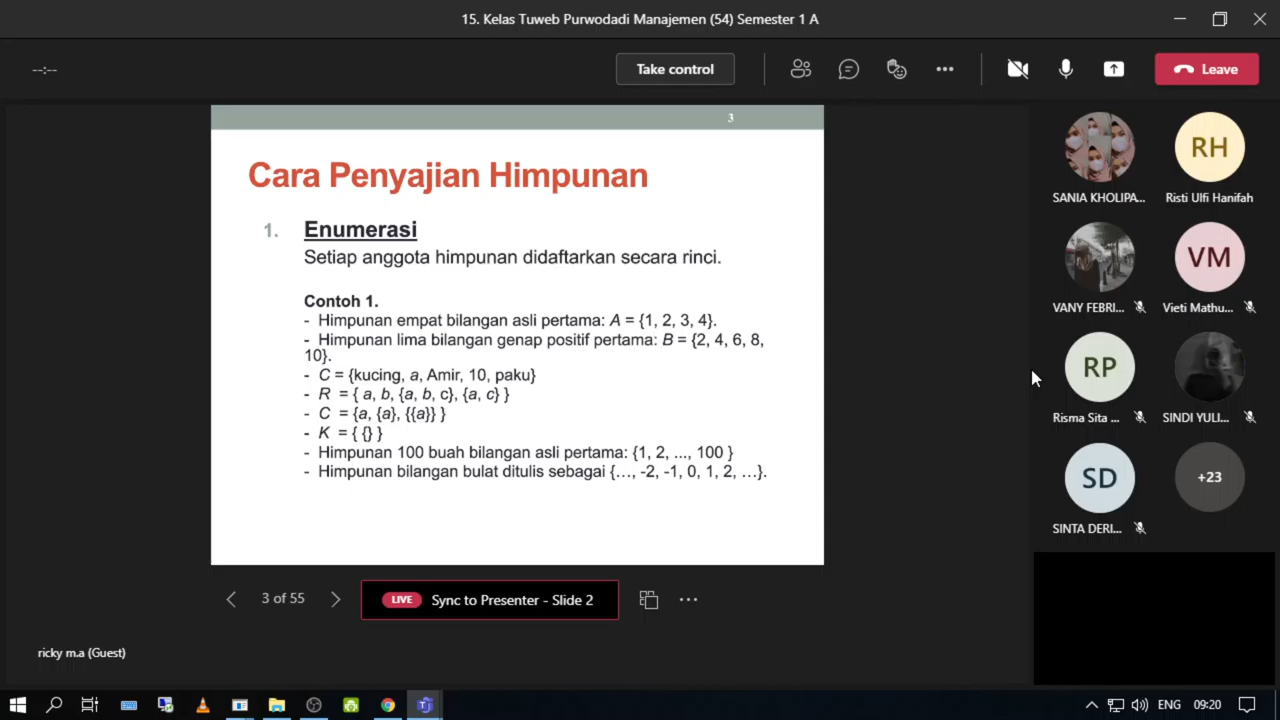 15. Kelas Tuweb Purwodadi Manajemen (54) Semester 1 A
--:--
Take control
Leave
3
Cara Penyajian Himpunan
1. Enumerasi
Setiap anggota himpunan didaftarkan secara rinci.
Contoh 1.
- Himpunan empat bilangan asli pertama: A = {1, 2, 3, 4}.
- Himpunan lima bilangan genap positif pertama: B = {2, 4, 6, 8,
10}.
- C = {kucing, a, Amir, 10, paku}
- R = { a, b, {a, b, c}, {a, c} }
- C = {a, {a}, {{a}} }
- K = { {} }
- Himpunan 100 buah bilangan asli pertama: {1, 2, ..., 100 }
- Himpunan bilangan bulat ditulis sebagai {…, -2, -1, 0, 1, 2, …}.
3 of 55
LIVE Sync to Presenter - Slide 2
ricky m.a (Guest)
RH
SANIA KHOLIPA... Risti Ulfi Hanifah
VM
VANY FEBRI... Vieti Mathu...
RP
Risma Sita ... SINDI YULI...
SD +23
SINTA DERI...
ENG 09:20